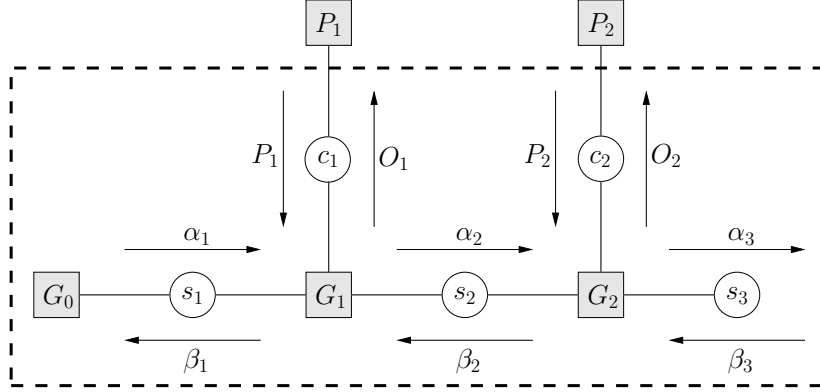 P₁ P₂
P₁ c₁ O₁ P₂ c₂ O₂
α₁ α₂ α₃
G₀ s₁ G₁ s₂ G₂ s₃
β₁ β₂ β₃